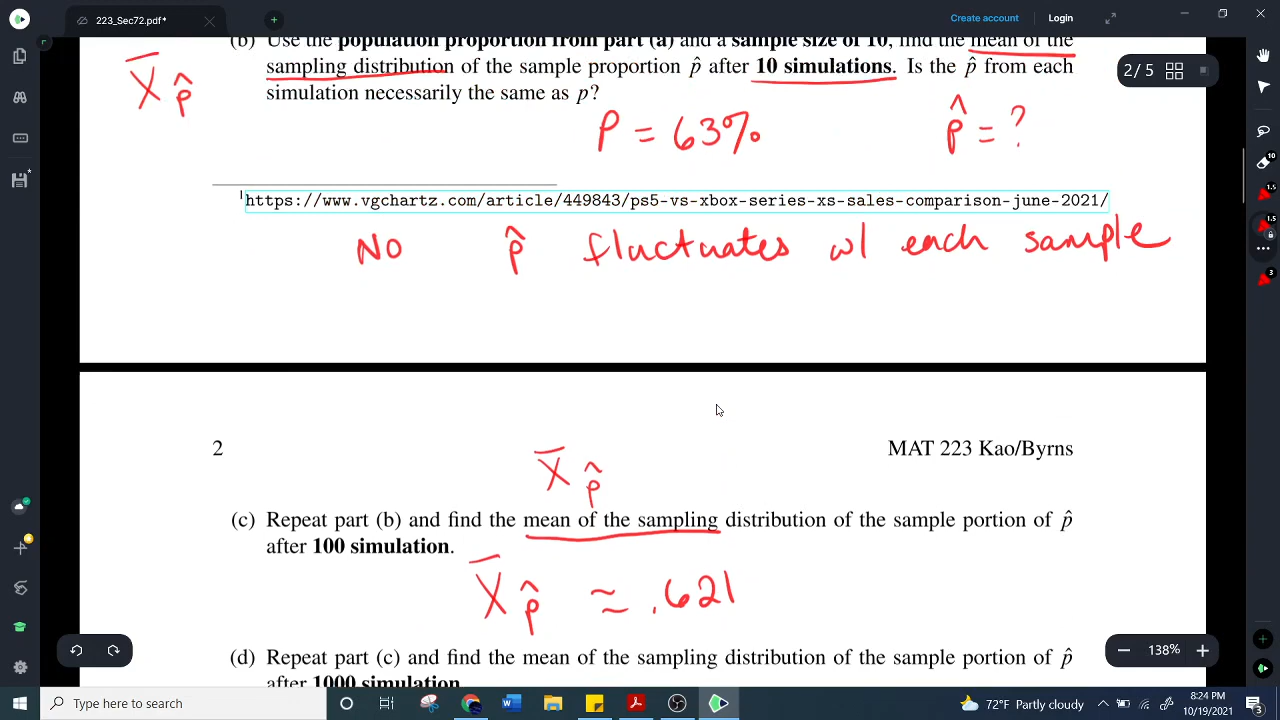 223_Sec72.pdf*
Create account
Login
(b) Use the population proportion from part (a) and a sample size of 10, find the mean of the
sampling distribution of the sample proportion p̂ after 10 simulations. Is the p̂ from each
simulation necessarily the same as p?
X̄ p̂
2/5
P = 63%
p̂ = ?
1https://www.vgchartz.com/article/449843/ps5-vs-xbox-series-xs-sales-comparison-june-2021/
No p̂ fluctuates w/ each sample
2
MAT 223 Kao/Byrns
X̄ p̂
(c) Repeat part (b) and find the mean of the sampling distribution of the sample portion of p̂
after 100 simulation.
X̄ p̂ ≈ .621
(d) Repeat part (c) and find the mean of the sampling distribution of the sample portion of p̂
after 1000 simulation.
138%
Type here to search
72°F Partly cloudy
8:24 PM
10/19/2021